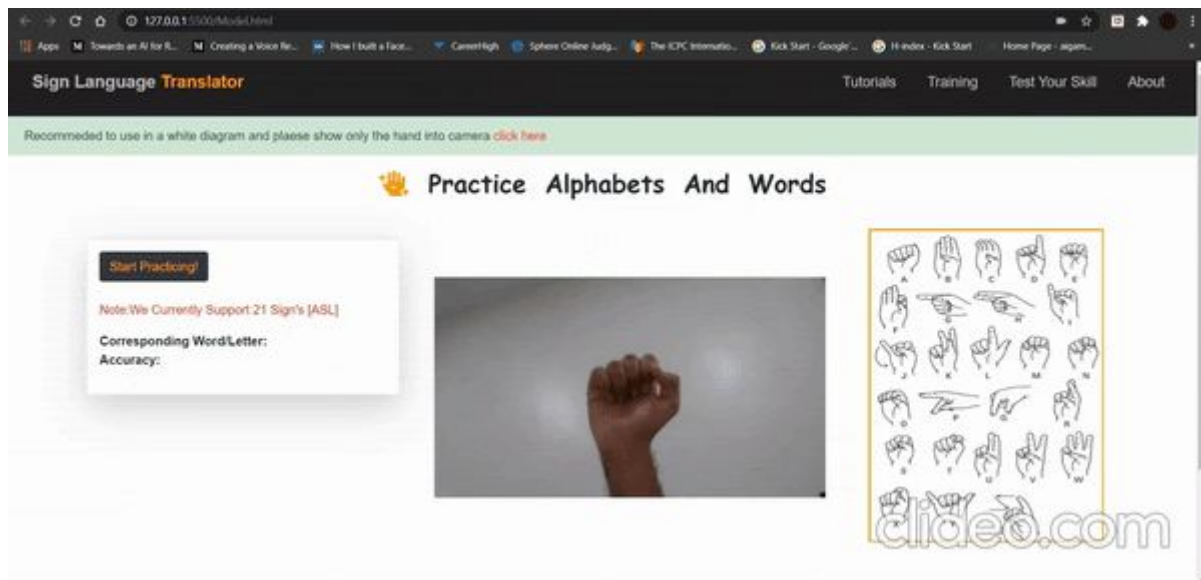 127.0.0.1:5500/Model.html
Apps Towards an AI for R... Creating a Voice Re... How I built a Face... CareerHigh Sphere Online Judg... The ICPC Internatio... Kick Start - Google'... H-index - Kick Start Home Page - aigam...
Sign Language Translator Tutorials Training Test Your Skill About
Recommeded to use in a white diagram and plaese show only the hand into camera click here
Practice Alphabets And Words
Start Practicing!
Note:We Currently Support 21 Sign's [ASL]
Corresponding Word/Letter:
Accuracy:
A B C D E
F G H I
J K L M N
O P Q R
S T U V W
clideo.com